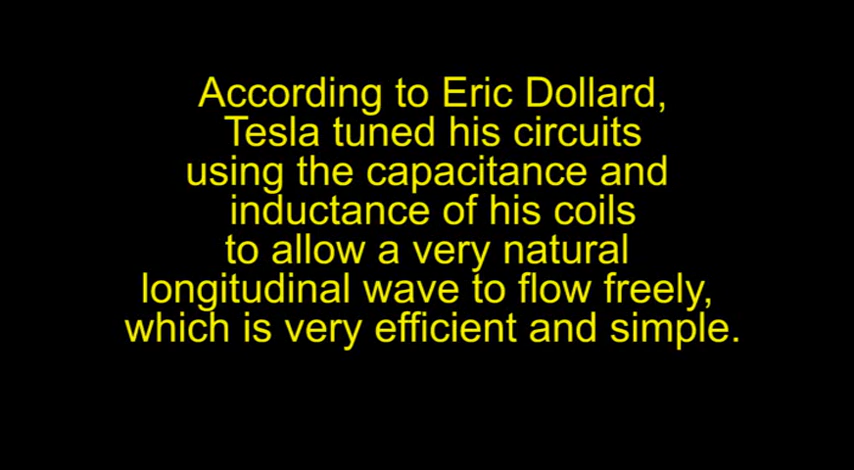 According to Eric Dollard,
Tesla tuned his circuits
using the capacitance and
inductance of his coils
to allow a very natural
longitudinal wave to flow freely,
which is very efficient and simple.